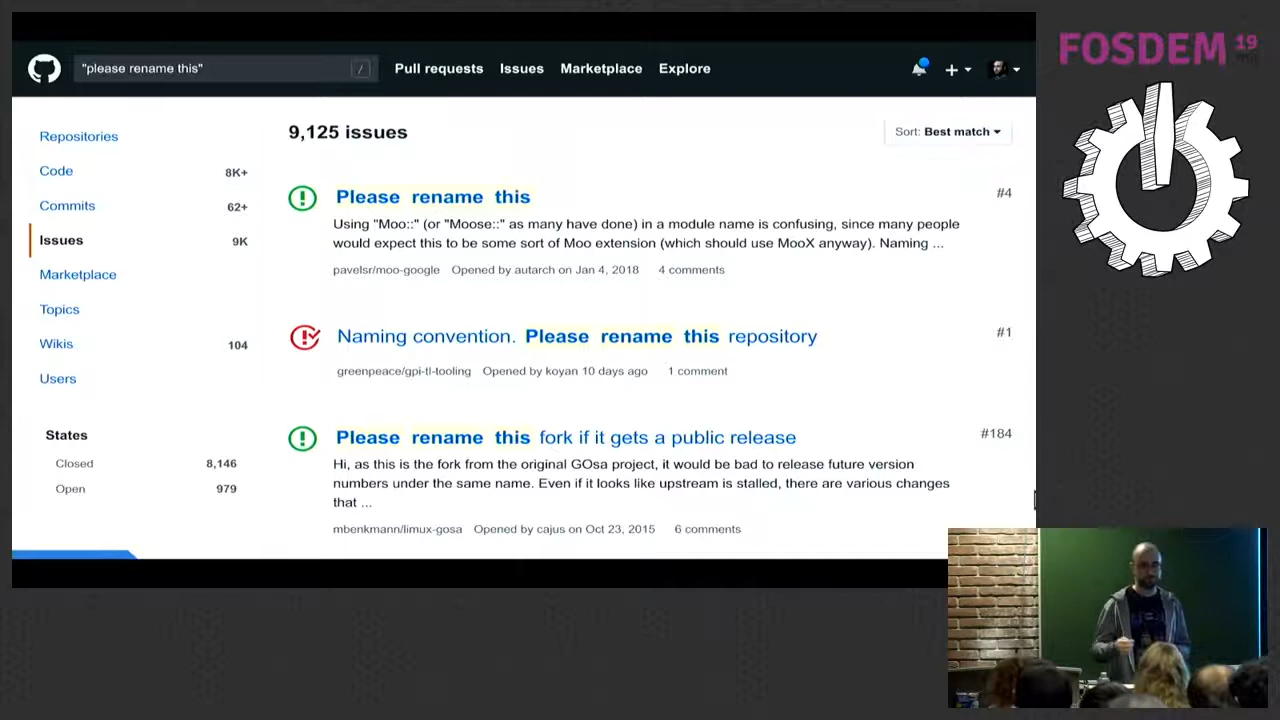 "please rename this"
/
Pull requests
Issues
Marketplace
Explore
FOSDEM 19
Repositories
Code 8K+
Commits 62+
Issues 9K
Marketplace
Topics
Wikis 104
Users
States
Closed 8,146
Open 979
9,125 issues
Sort: Best match
Please rename this #4
Using "Moo::" (or "Moose::" as many have done) in a module name is confusing, since many people
would expect this to be some sort of Moo extension (which should use MooX anyway). Naming ...
pavelsr/moo-google Opened by autarch on Jan 4, 2018 4 comments
Naming convention. Please rename this repository #1
greenpeace/gpi-tl-tooling Opened by koyan 10 days ago 1 comment
Please rename this fork if it gets a public release #184
Hi, as this is the fork from the original GOsa project, it would be bad to release future version
numbers under the same name. Even if it looks like upstream is stalled, there are various changes
that ...
mbenkmann/limux-gosa Opened by cajus on Oct 23, 2015 6 comments